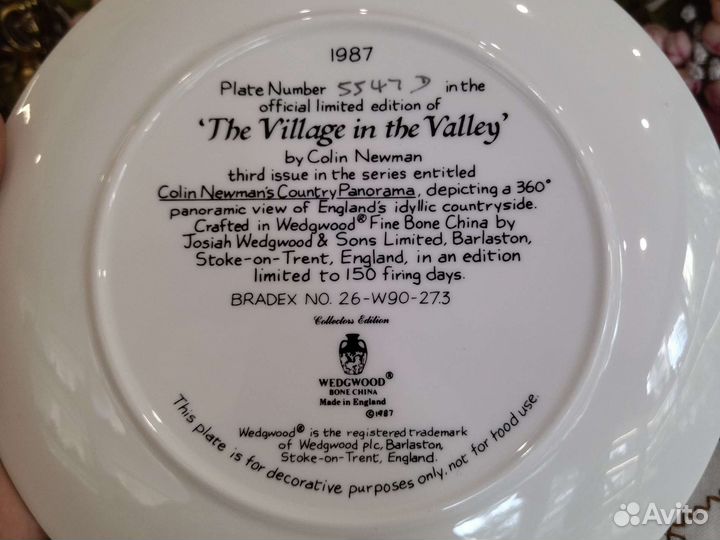 1987
Plate Number 5547 D in the
official limited edition of
'The Village in the Valley'
by Colin Newman
third issue in the series entitled
Colin Newman's Country Panorama, depicting a 360°
panoramic view of England's idyllic countryside.
Crafted in Wedgwood® Fine Bone China by
Josiah Wedgwood & Sons Limited, Barlaston,
Stoke-on-Trent, England, in an edition
limited to 150 firing days.
BRADEX NO. 26-W90-27.3
Collectors Edition
WEDGWOOD®
BONE CHINA
Made in England
©1987
Wedgwood® is the registered trademark
of Wedgwood plc, Barlaston,
Stoke-on-Trent, England.
This plate is for decorative purposes only, not for food use.
Avito